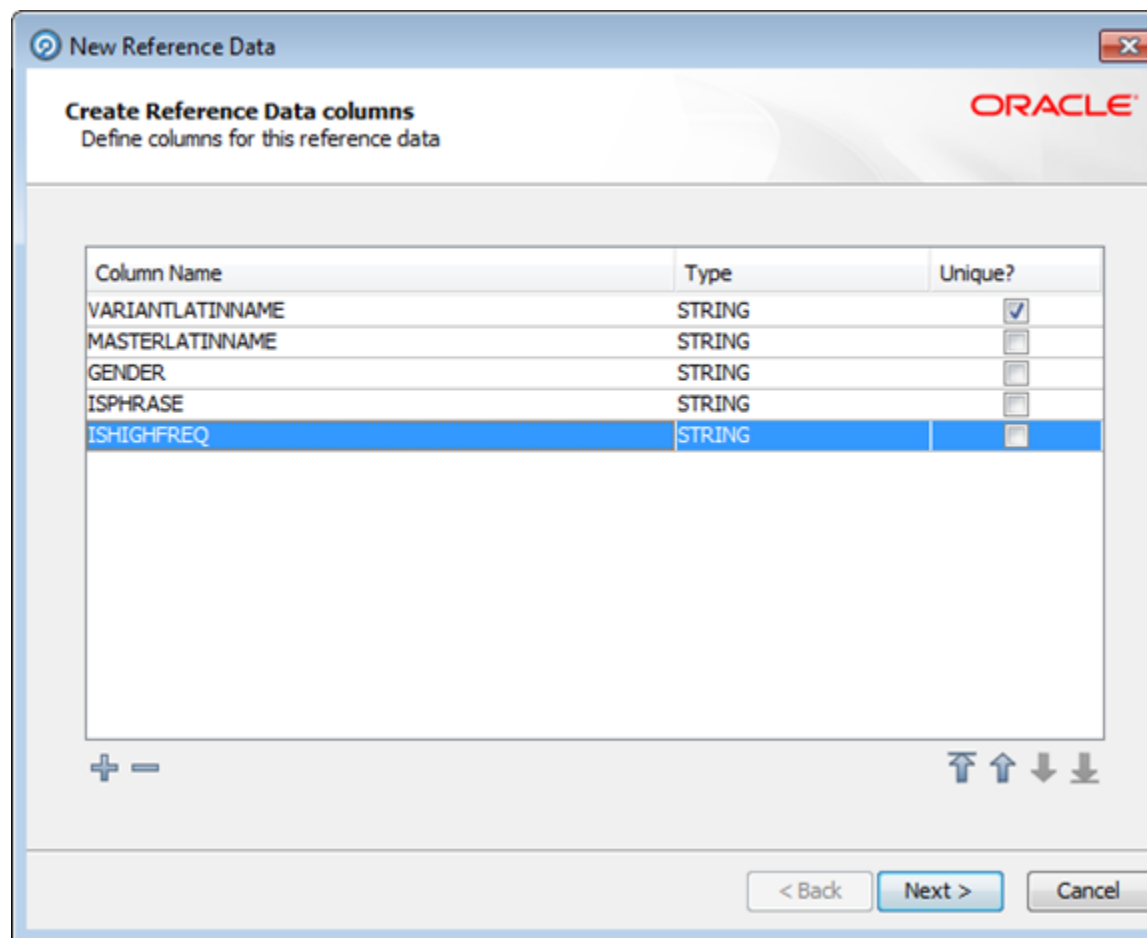 New Reference Data
Create Reference Data columns
Define columns for this reference data
ORACLE
Column Name Type Unique?
VARIANTLATINNAME STRING
MASTERLATINNAME STRING
GENDER STRING
ISPHRASE STRING
ISHIGHFREQ STRING
< Back Next > Cancel